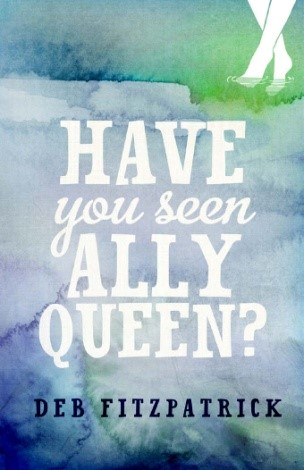 HAVE
you seen
ALLY
QUEEN?
DEB FITZPATRICK